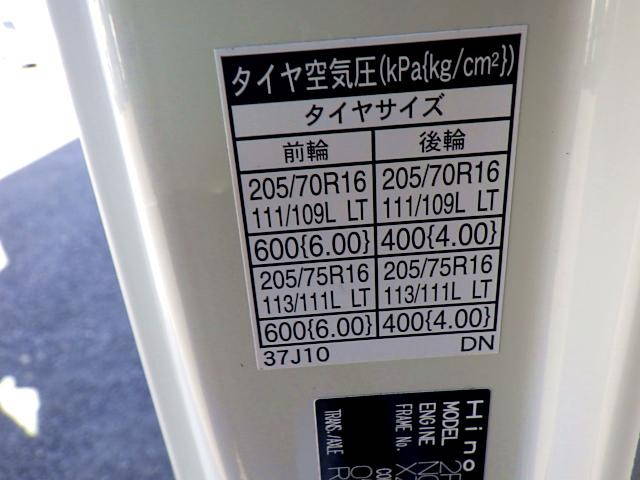 タイヤ空気圧(kPa{kg/cm²})
タイヤサイズ
前輪 後輪
205/70R16 205/70R16
111/109L LT 111/109L LT
600{6.00} 400{4.00}
205/75R16 205/75R16
113/111L LT 113/111L LT
600{6.00} 400{4.00}
37J10 DN
Hino
MODEL
ENGINE
FRAME No.
TRANS./AXLE